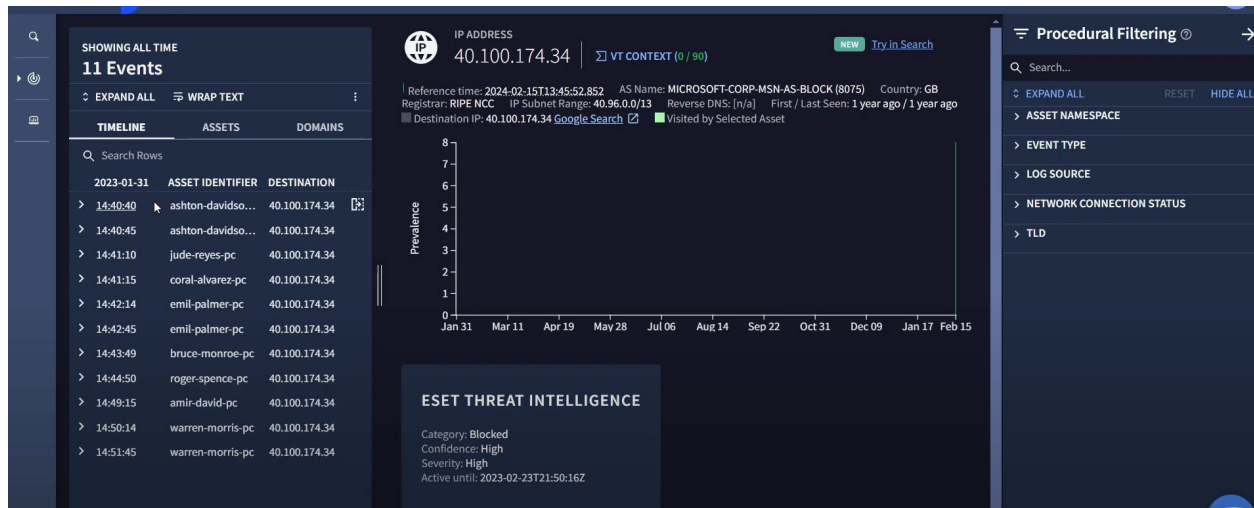 SHOWING ALL TIME
11 Events
EXPAND ALL WRAP TEXT
TIMELINE ASSETS DOMAINS
Search Rows
2023-01-31 ASSET IDENTIFIER DESTINATION
14:40:40 ashton-davidso... 40.100.174.34
14:40:45 ashton-davidso... 40.100.174.34
14:41:10 jude-reyes-pc 40.100.174.34
14:41:15 coral-alvarez-pc 40.100.174.34
14:42:14 emil-palmer-pc 40.100.174.34
14:42:45 emil-palmer-pc 40.100.174.34
14:43:49 bruce-monroe-pc 40.100.174.34
14:44:50 roger-spence-pc 40.100.174.34
14:49:15 amir-david-pc 40.100.174.34
14:50:14 warren-morris-pc 40.100.174.34
14:51:45 warren-morris-pc 40.100.174.34
IP
IP ADDRESS
40.100.174.34 VT CONTEXT (0 / 90)
NEW Try in Search
Reference time: 2024-02-15T13:45:52.852 AS Name: MICROSOFT-CORP-MSN-AS-BLOCK (8075) Country: GB
Registrar: RIPE NCC IP Subnet Range: 40.96.0.0/13 Reverse DNS: [n/a] First / Last Seen: 1 year ago / 1 year ago
Destination IP: 40.100.174.34 Google Search Visited by Selected Asset
Prevalence
8
7
6
5
4
3
2
1
0
Jan 31 Mar 11 Apr 19 May 28 Jul 06 Aug 14 Sep 22 Oct 31 Dec 09 Jan 17 Feb 15
ESET THREAT INTELLIGENCE
Category: Blocked
Confidence: High
Severity: High
Active until: 2023-02-23T21:50:16Z
Procedural Filtering
Search...
EXPAND ALL RESET HIDE ALL
ASSET NAMESPACE
EVENT TYPE
LOG SOURCE
NETWORK CONNECTION STATUS
TLD